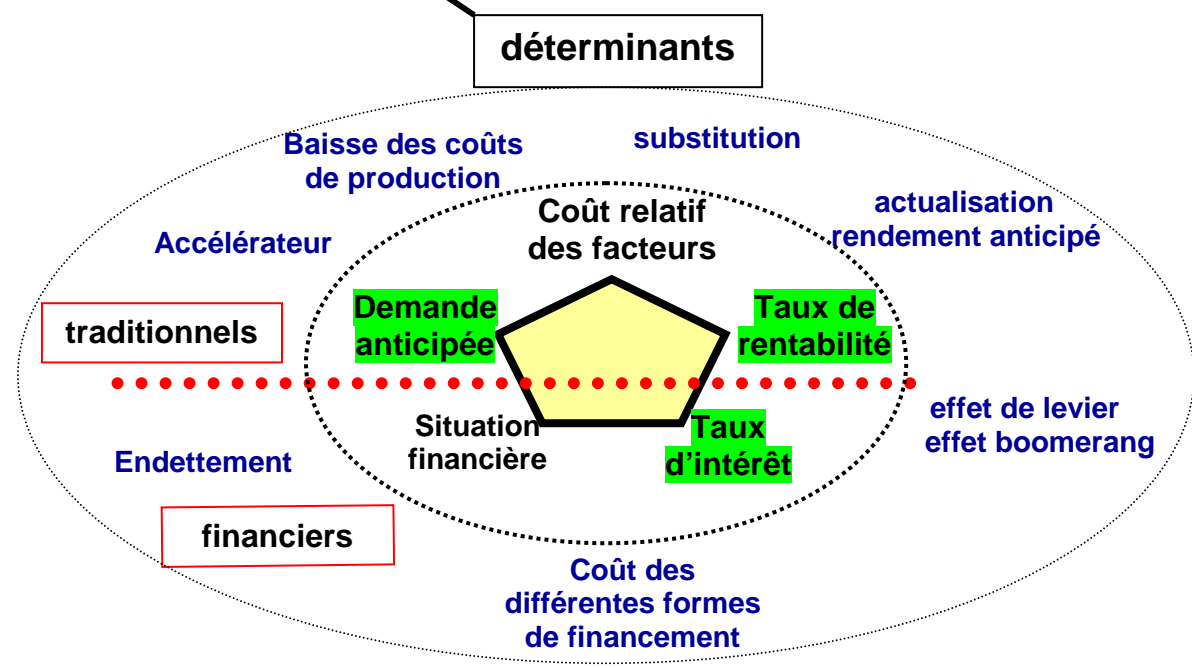 déterminants
Baisse des coûts
de production
substitution
actualisation
rendement anticipé
Accélérateur
Coût relatif
des facteurs
traditionnels
Demande
anticipée
Taux de
rentabilité
Situation
financière
Taux
d'intérêt
effet de levier
effet boomerang
Endettement
financiers
Coût des
différentes formes
de financement